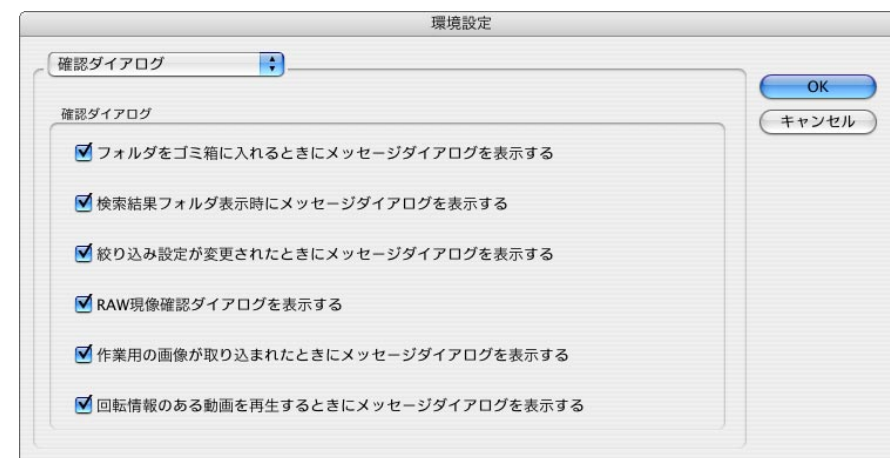 環境設定
確認ダイアログ
OK
キャンセル
確認ダイアログ
フォルダをゴミ箱に入れるときにメッセージダイアログを表示する
検索結果フォルダ表示時にメッセージダイアログを表示する
絞り込み設定が変更されたときにメッセージダイアログを表示する
RAW現像確認ダイアログを表示する
作業用の画像が取り込まれたときにメッセージダイアログを表示する
回転情報のある動画を再生するときにメッセージダイアログを表示する